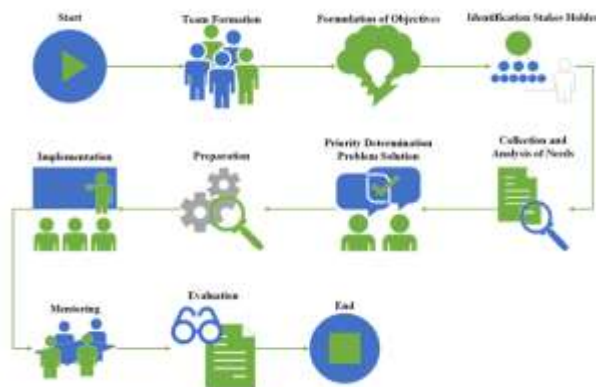 Start
Team Formation
Formulation of Objectives
Identification Stakes Holder
Collection and
Analysis of Needs
Priority Determination
Problem Solution
Preparation
Implementation
Mentoring
Evaluation
End